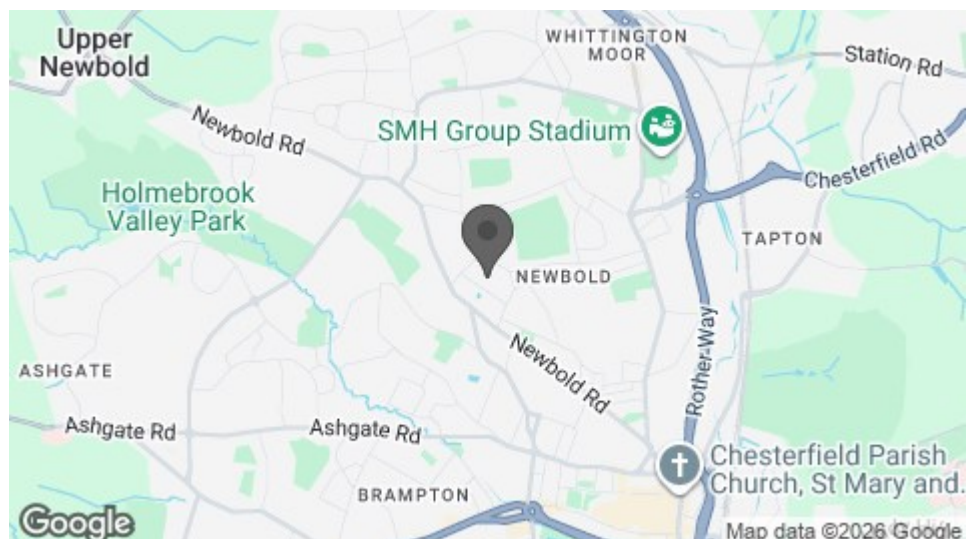 Upper
Newbold
WHITTINGTON
MOOR
Station Rd
Newbold Rd
SMH Group Stadium
Chesterfield Rd
Holmebrook
Valley Park
TAPTON
NEWBOLD
Rother Way
ASHGATE
Newbold Rd
Ashgate Rd
Ashgate Rd
Chesterfield Parish
Church, St Mary and...
BRAMPTON
Google
Map data ©2026 Google